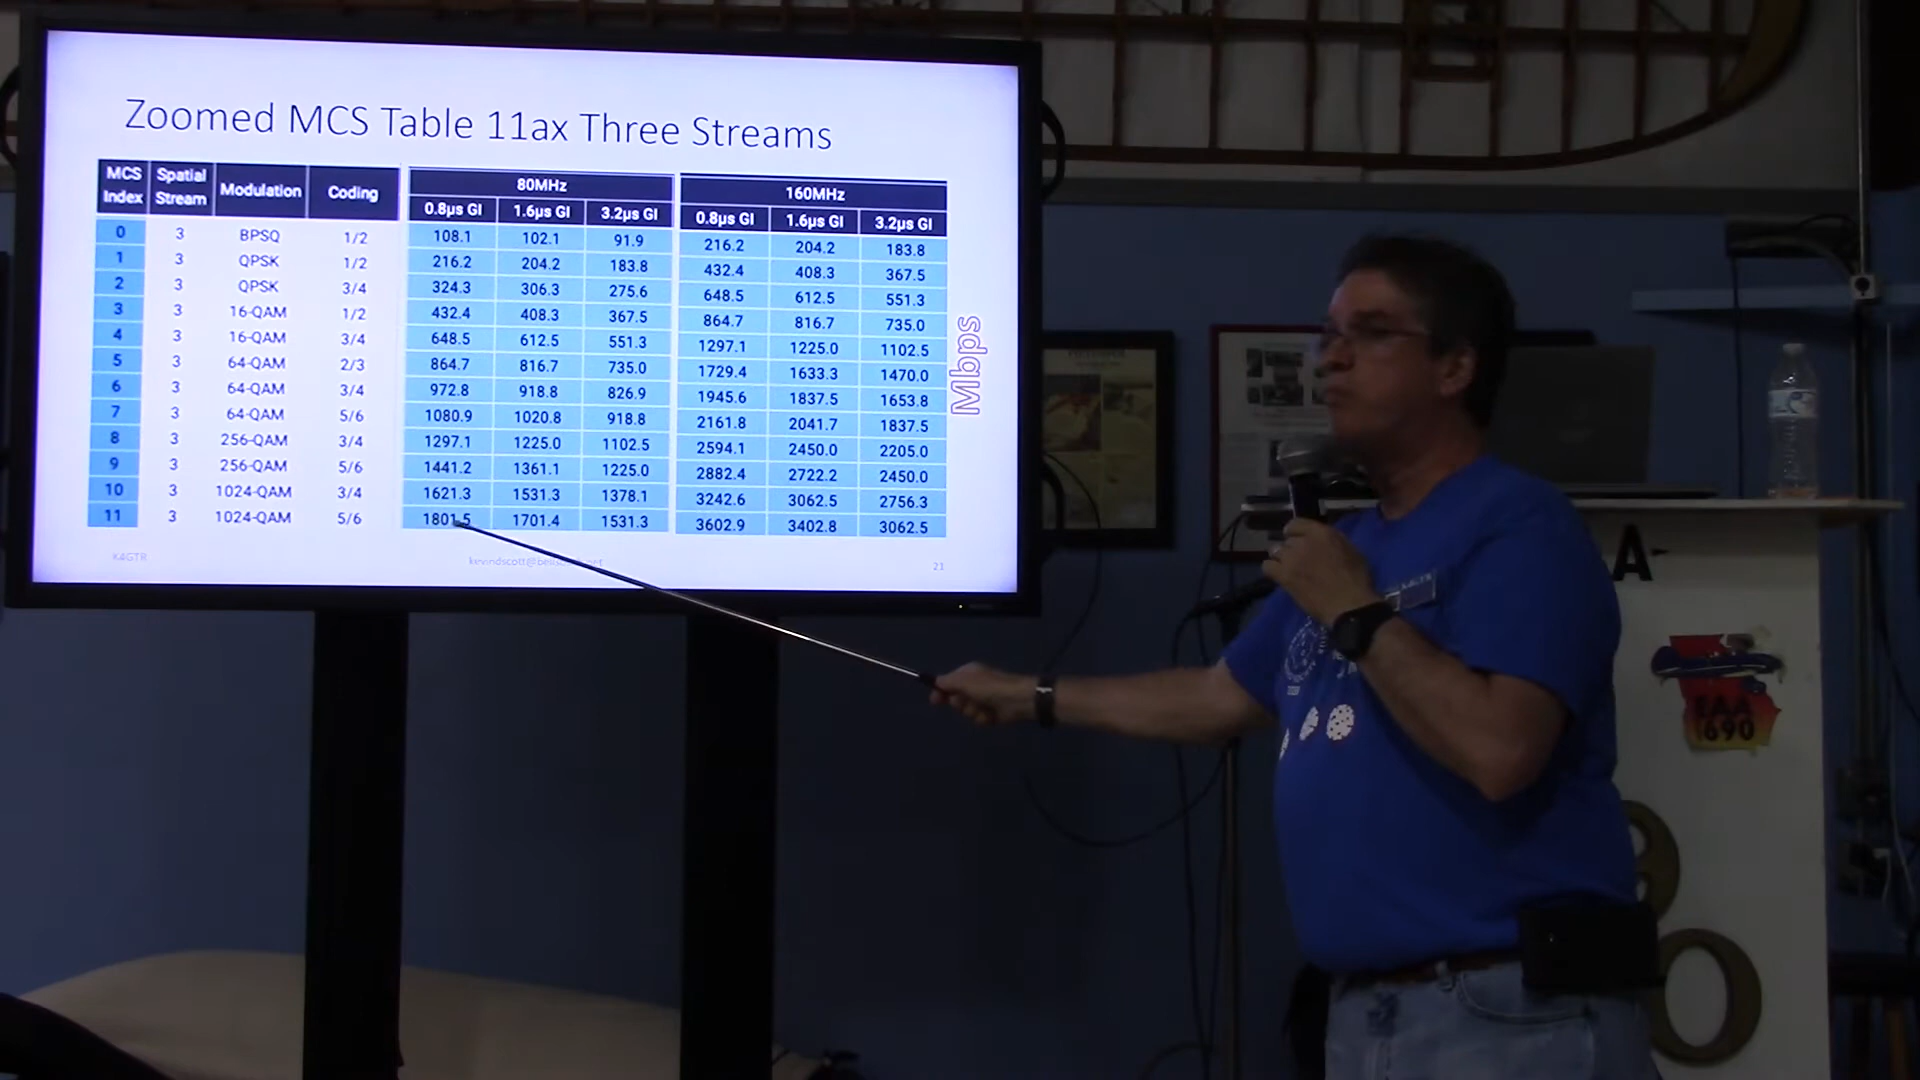 Zoomed MCS Table 11ax Three Streams
MCS Index Spatial Stream Modulation Coding 80MHz 160MHz
0.8µs GI 1.6µs GI 3.2µs GI 0.8µs GI 1.6µs GI 3.2µs GI
0 3 BPSQ 1/2 108.1 102.1 91.9 216.2 204.2 183.8
1 3 QPSK 1/2 216.2 204.2 183.8 432.4 408.3 367.5
2 3 QPSK 3/4 324.3 306.3 275.6 648.5 612.5 551.3
3 3 16-QAM 1/2 432.4 408.3 367.5 864.7 816.7 735.0
4 3 16-QAM 3/4 648.5 612.5 551.3 1297.1 1225.0 1102.5
5 3 64-QAM 2/3 864.7 816.7 735.0 1729.4 1633.3 1470.0
6 3 64-QAM 3/4 972.8 918.8 826.9 1945.6 1837.5 1653.8
7 3 64-QAM 5/6 1080.9 1020.8 918.8 2161.8 2041.7 1837.5
8 3 256-QAM 3/4 1297.1 1225.0 1102.5 2594.1 2450.0 2205.0
9 3 256-QAM 5/6 1441.2 1361.1 1225.0 2882.4 2722.2 2450.0
10 3 1024-QAM 3/4 1621.3 1531.3 1378.1 3242.6 3062.5 2756.3
11 3 1024-QAM 5/6 1801.5 1701.4 1531.3 3602.9 3402.8 3062.5
Mbps
K4GTR 21
A-
EAA
690